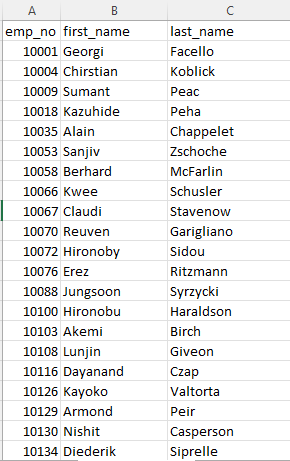 A B C
emp_no first_name last_name
10001 Georgi Facello
10004 Chirstian Koblick
10009 Sumant Peac
10018 Kazuhide Peha
10035 Alain Chappelet
10053 Sanjiv Zschoche
10058 Berhard McFarlin
10066 Kwee Schusler
10067 Claudi Stavenow
10070 Reuven Garigliano
10072 Hironoby Sidou
10076 Erez Ritzmann
10088 Jungsoon Syrzycki
10100 Hironobu Haraldson
10103 Akemi Birch
10108 Lunjin Giveon
10116 Dayanand Czap
10126 Kayoko Valtorta
10129 Armond Peir
10130 Nishit Casperson
10134 Diederik Siprelle